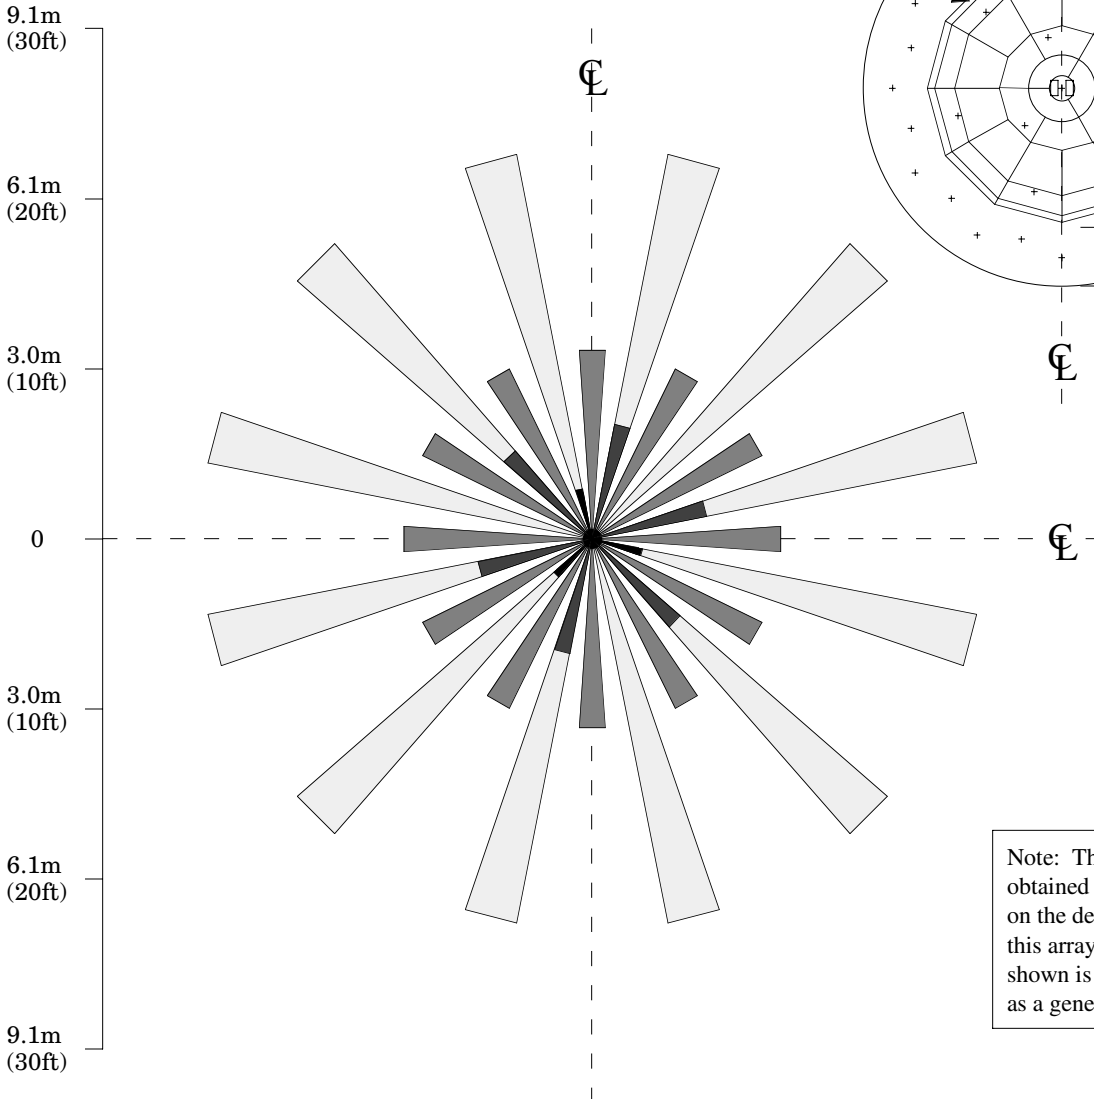 9.1m
(30ft)
℄
6.1m
(20ft)
3.0m
(10ft)
℄
0
℄
3.0m
(10ft)
6.1m
(20ft)
9.1m
(30ft)
Note: Th
obtained
on the de
this array
shown is
as a gene